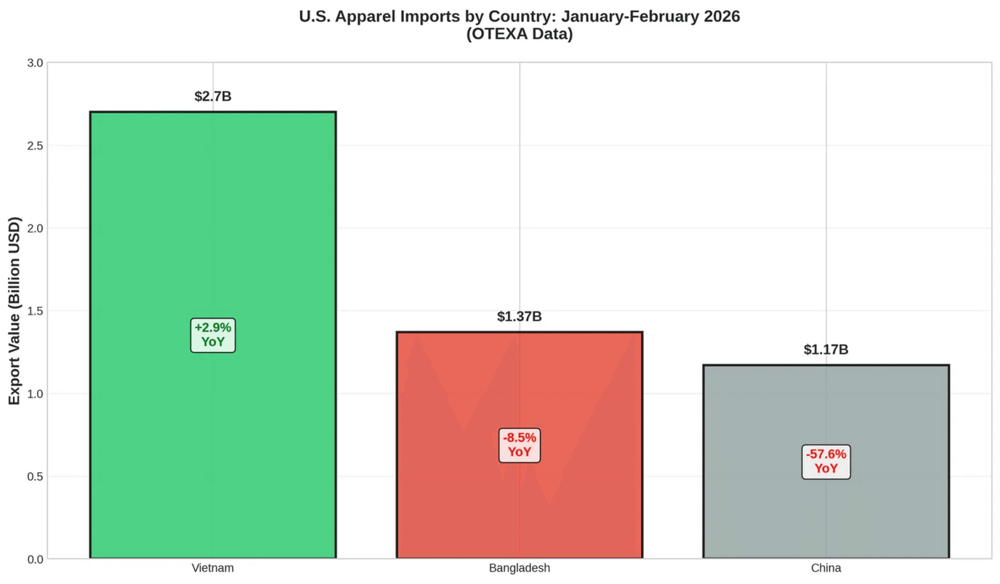 U.S. Apparel Imports by Country: January-February 2026
(OTEXA Data)
Export Value (Billion USD)
3.0
2.5
2.0
1.5
1.0
0.5
0.0
$2.7B
+2.9%
YoY
$1.37B
-8.5%
YoY
$1.17B
-57.6%
YoY
Vietnam
Bangladesh
China